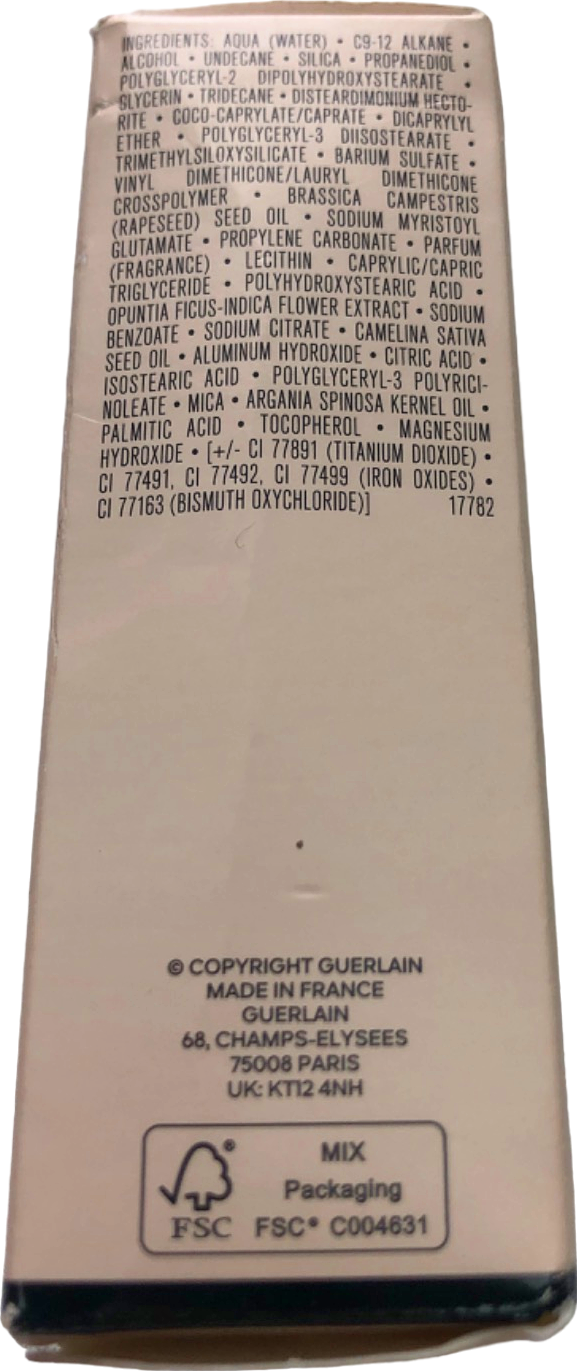 INGREDIENTS: AQUA (WATER) • C9-12 ALKANE •
ALCOHOL • UNDECANE • SILICA • PROPANEDIOL •
POLYGLYCERYL-2 DIPOLYHYDROXYSTEARATE •
GLYCERIN • TRIDECANE • DISTEARDIMONIUM HECTO-
RITE • COCO-CAPRYLATE/CAPRATE • DICAPRYLYL
ETHER • POLYGLYCERYL-3 DIISOSTEARATE •
TRIMETHYLSILOXYSILICATE • BARIUM SULFATE •
VINYL DIMETHICONE/LAURYL DIMETHICONE
CROSSPOLYMER • BRASSICA CAMPESTRIS
(RAPESEED) SEED OIL • SODIUM MYRISTOYL
GLUTAMATE • PROPYLENE CARBONATE • PARFUM
(FRAGRANCE) • LECITHIN • CAPRYLIC/CAPRIC
TRIGLYCERIDE • POLYHYDROXYSTEARIC ACID •
OPUNTIA FICUS-INDICA FLOWER EXTRACT • SODIUM
BENZOATE • SODIUM CITRATE • CAMELINA SATIVA
SEED OIL • ALUMINUM HYDROXIDE • CITRIC ACID •
ISOSTEARIC ACID • POLYGLYCERYL-3 POLYRICI-
NOLEATE • MICA • ARGANIA SPINOSA KERNEL OIL •
PALMITIC ACID • TOCOPHEROL • MAGNESIUM
HYDROXIDE • [+/- CI 77891 (TITANIUM DIOXIDE) •
CI 77491, CI 77492, CI 77499 (IRON OXIDES) •
CI 77163 (BISMUTH OXYCHLORIDE)] 17782
© COPYRIGHT GUERLAIN
MADE IN FRANCE
GUERLAIN
68, CHAMPS-ELYSEES
75008 PARIS
UK: KT12 4NH
MIX
Packaging
FSC FSC® C004631